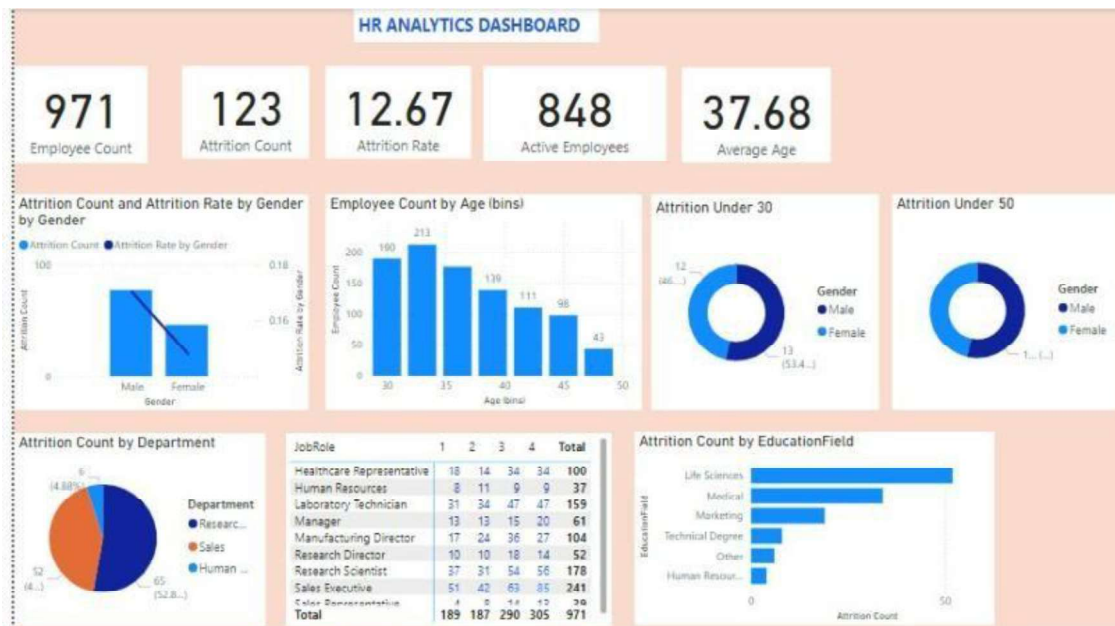 HR ANALYTICS DASHBOARD
971
Employee Count
123
Attrition Count
12.67
Attrition Rate
848
Active Employees
37.68
Average Age
Attrition Count and Attrition Rate by Gender
by Gender
Attrition Count Attrition Rate by Gender
100
0
0.18
0.16
Attrition Count
Attrition Rate by Gender
Male Female
Gender
Employee Count by Age (bins)
Employee Count
200
150
100
50
0
190
213
139
111
98
43
30 35 40 45 50
Age (bins)
Attrition Under 30
12
(46....)
13
(53.4...)
Gender
Male
Female
Attrition Under 50
1... (...)
Gender
Male
Female
Attrition Count by Department
6
(4.88%)
52
(4...)
65
(52.8...)
Department
Researc...
Sales
Human ...
JobRole 1 2 3 4 Total
Healthcare Representative 18 14 34 34 100
Human Resources 8 11 9 9 37
Laboratory Technician 31 34 47 47 159
Manager 13 13 15 20 61
Manufacturing Director 17 24 36 27 104
Research Director 10 10 18 14 52
Research Scientist 37 31 54 56 178
Sales Executive 51 42 63 85 241
Sales Representative
Total 189 187 290 305 971
Attrition Count by EducationField
EducationField
Life Sciences
Medical
Marketing
Technical Degree
Other
Human Resour...
0 50
Attrition Count